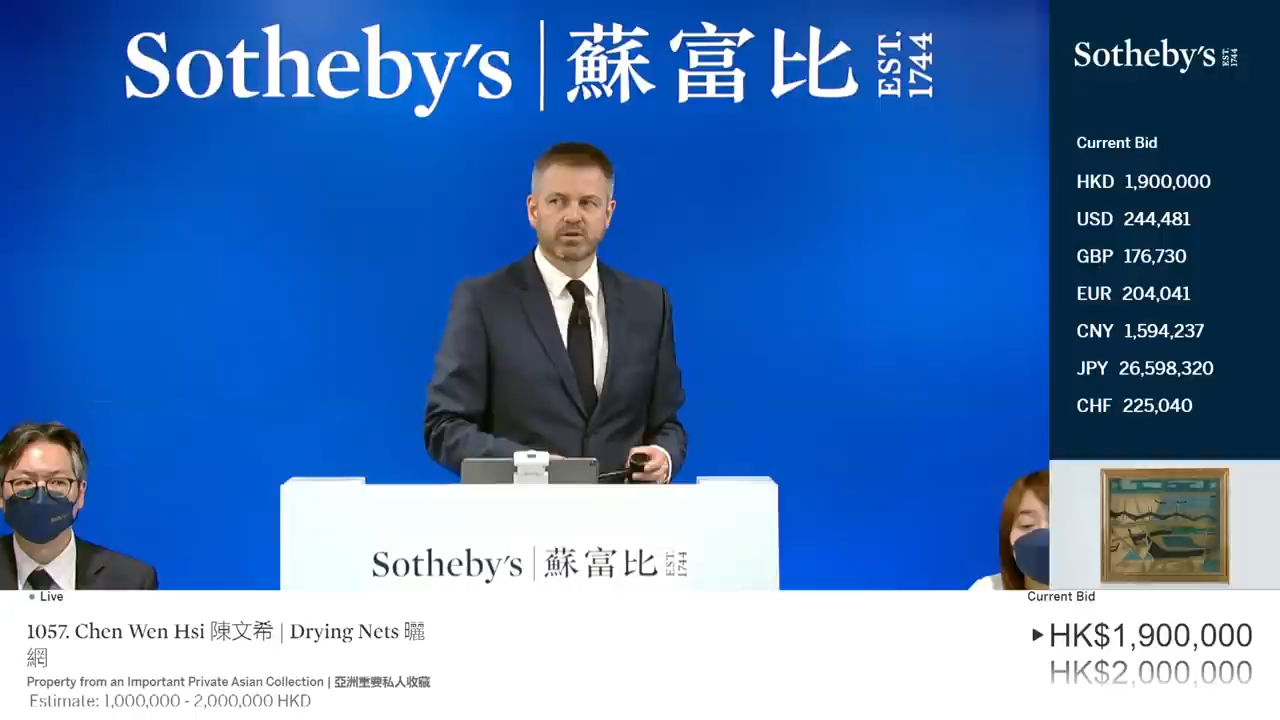 Sotheby's | 蘇富比 EST. 1744
Sotheby's EST. 1744
Current Bid
HKD 1,900,000
USD 244,481
GBP 176,730
EUR 204,041
CNY 1,594,237
JPY 26,598,320
CHF 225,040
Sotheby's | 蘇富比 EST. 1744
Live
1057. Chen Wen Hsi 陳文希 | Drying Nets 曬
網
Property from an Important Private Asian Collection | 亞洲重要私人收藏
Estimate: 1,000,000 - 2,000,000 HKD
Current Bid
HK$1,900,000
HK$2,000,000